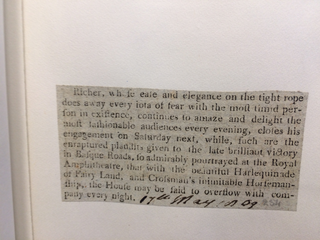 Richer, whose ease and elegance on the tight rope
does away every iota of fear with the most timid per-
son in existence, continues to amaze and delight the
most fashionable audiences every evening, closes his
engagement on Saturday next, while, such are the
enraptured plaudits given to the late brilliant victory
in Basque Roads, so admirably pourtrayed at the Royal
Amphitheatre, that with the beautiful Harlequinade
of Fairy Land, and Crossman's inimitable Horseman-
ship, the House may be said to overflow with com-
pany every night. 17th May 1809